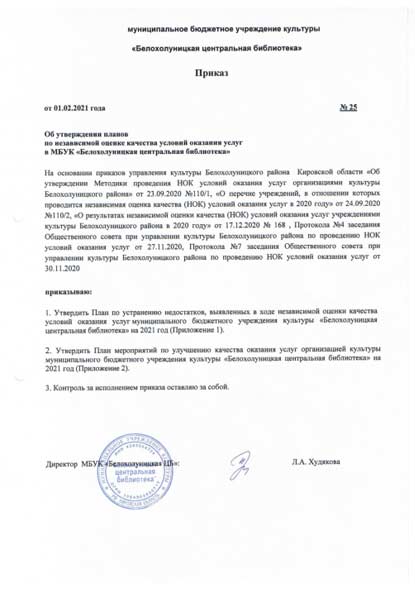 муниципальное бюджетное учреждение культуры
«Белохолуницкая центральная библиотека»
Приказ
от 01.02.2021 года № 25
Об утверждении планов
по независимой оценке качества условий оказания услуг
в МБУК «Белохолуницкая центральная библиотека»
На основании приказов управления культуры Белохолуницкого района Кировской области «Об
утверждении Методики проведения НОК условий оказания услуг организациями культуры
Белохолуницкого района» от 23.09.2020 №110/1, «О перечне учреждений, в отношении которых
проводится независимая оценка качества (НОК) условий оказания услуг в 2020 году» от 24.09.2020
№110/2, «О результатах независимой оценки качества (НОК) условий оказания услуг учреждениями
культуры Белохолуницкого района в 2020 году» от 17.12.2020 № 168 , Протокола №4 заседания
Общественного совета при управлении культуры Белохолуницкого района по проведению НОК
условий оказания услуг от 27.11.2020, Протокола №7 заседания Общественного совета при
управлении культуры Белохолуницкого района по проведению НОК условий оказания услуг от
30.11.2020
приказываю:
1. Утвердить План по устранению недостатков, выявленных в ходе независимой оценки качества
условий оказания услуг муниципального бюджетного учреждения культуры «Белохолуницкая
центральная библиотека» на 2021 год (Приложение 1).
2. Утвердить План мероприятий по улучшению качества оказания услуг организацией культуры
муниципального бюджетного учреждения культуры «Белохолуницкая центральная библиотека» на
2021 год (Приложение 2).
3. Контроль за исполнением приказа оставляю за собой.
Директор МБУК «Белохолуницкая ЦБ»: Л.А. Худякова
центральная
библиотека"